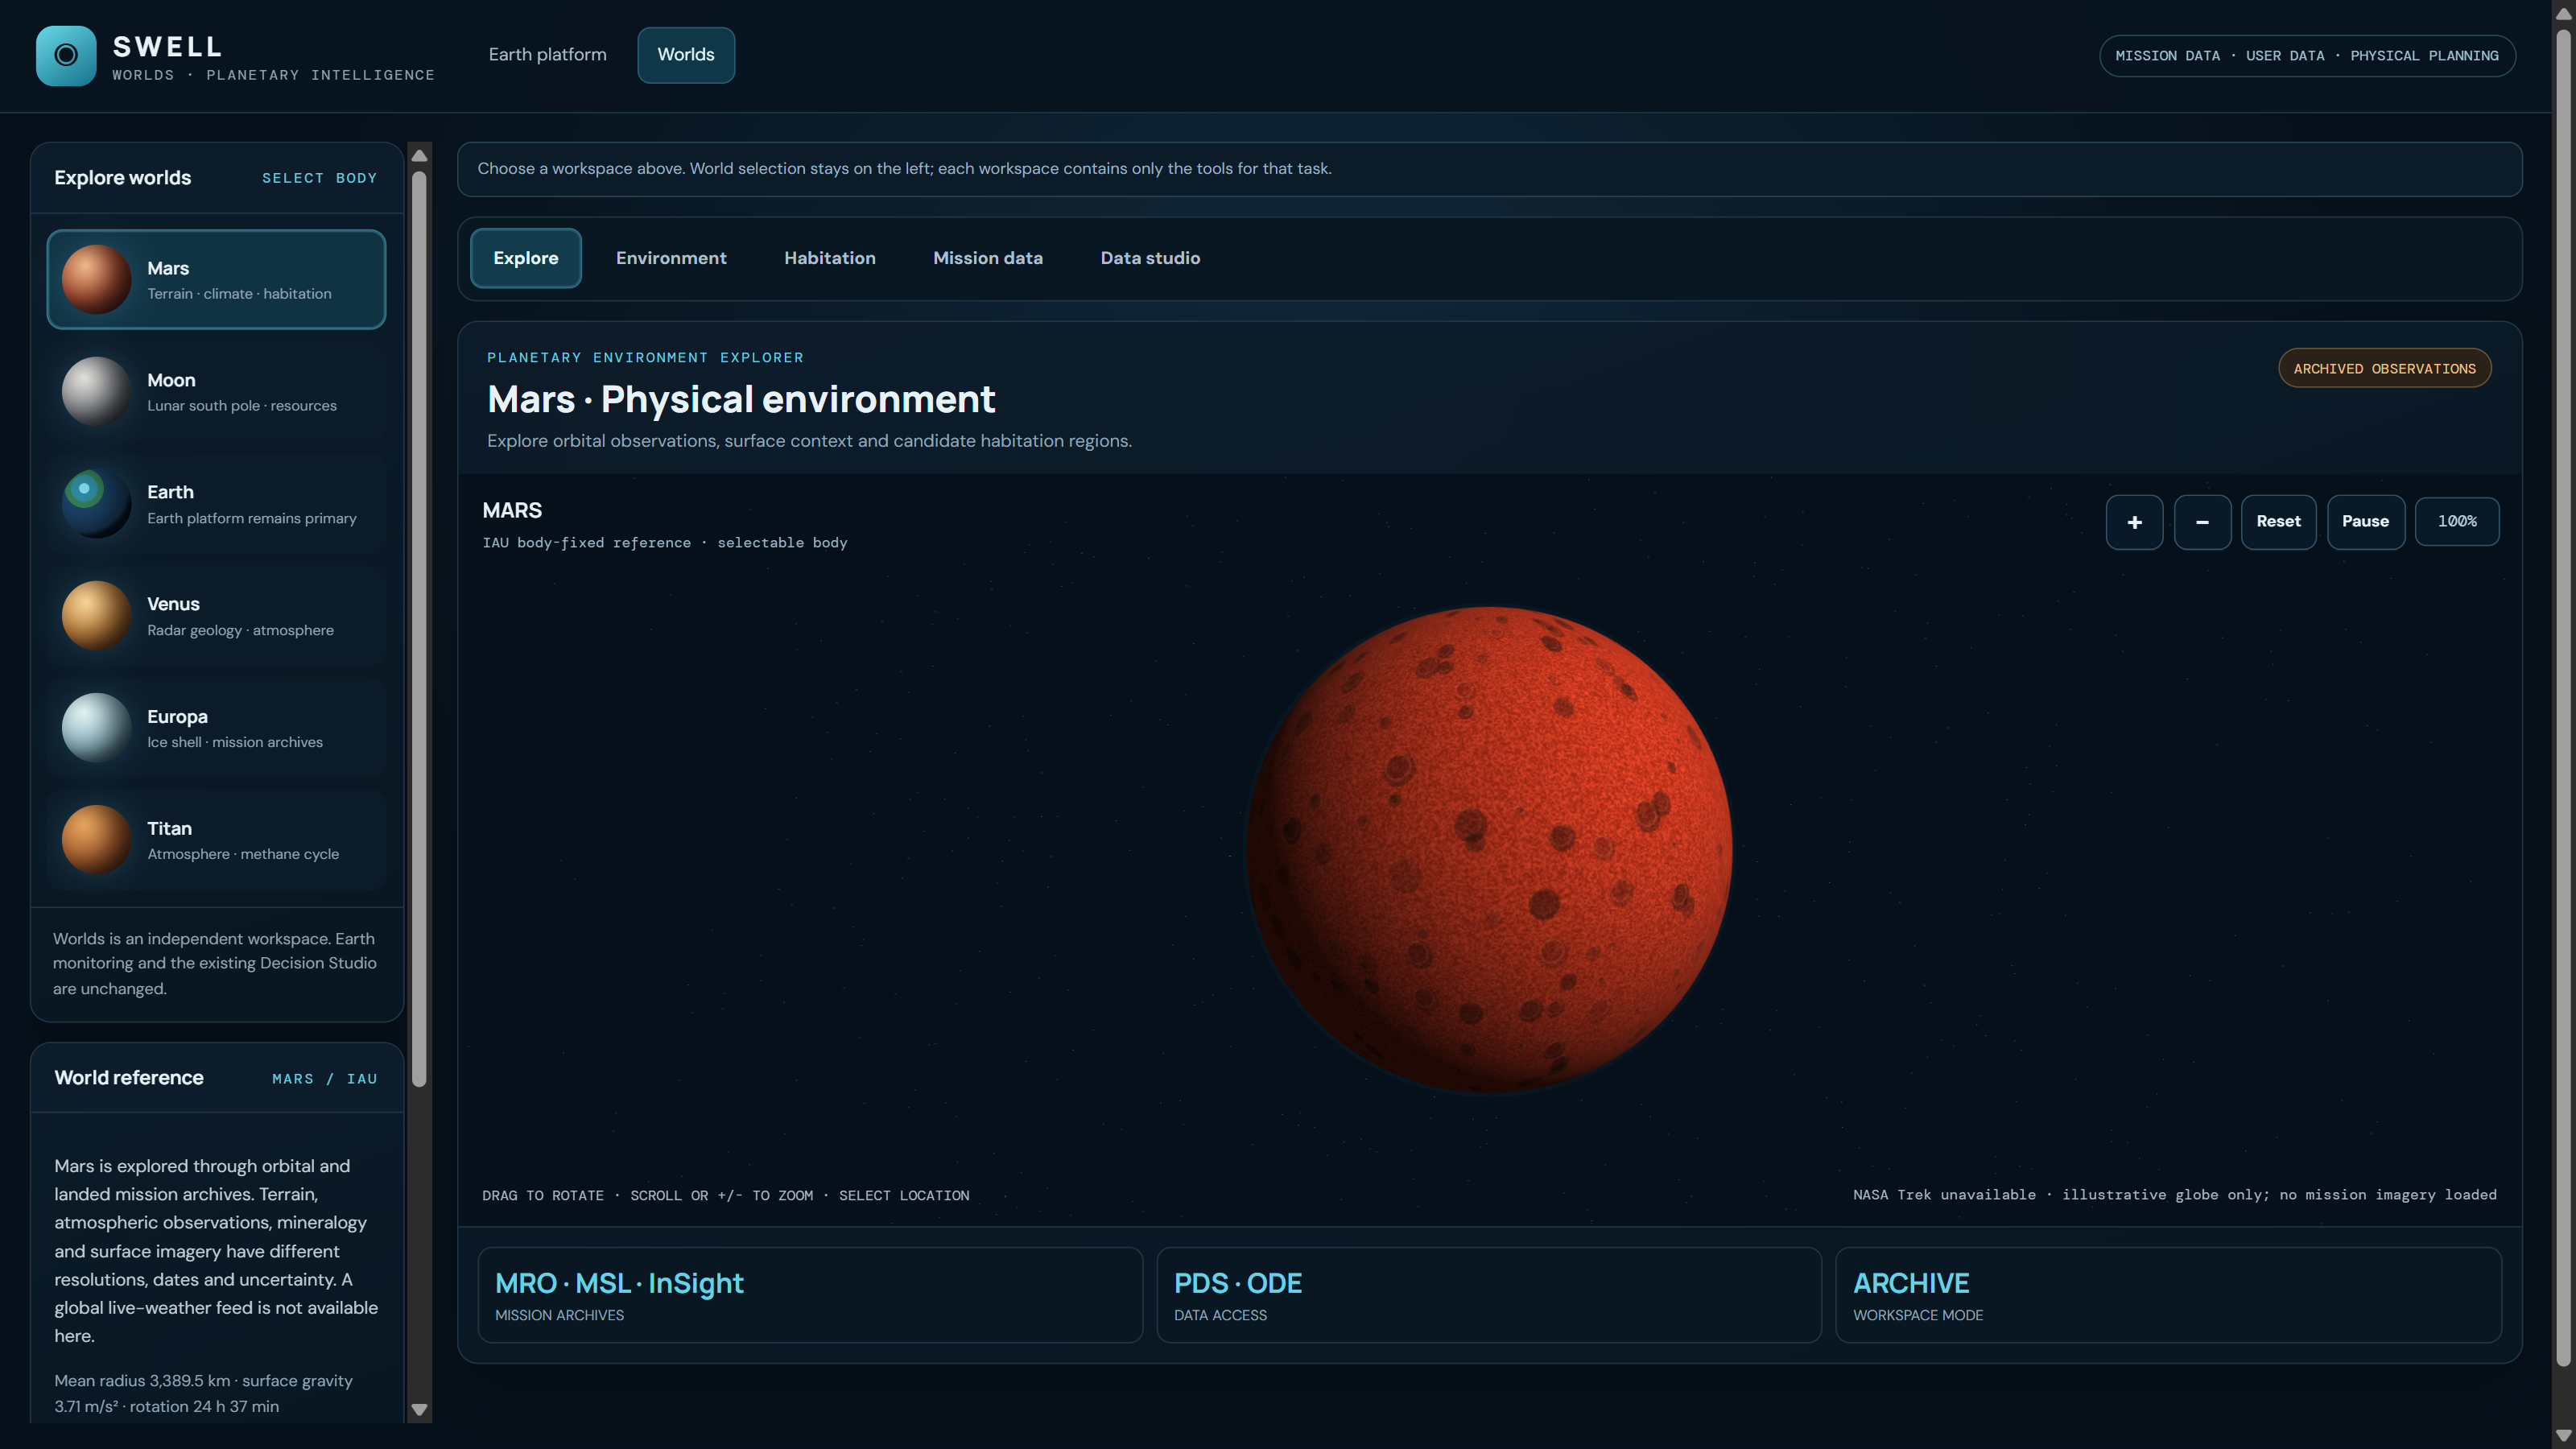 SWELL
WORLDS · PLANETARY INTELLIGENCE
Earth platform
Worlds
MISSION DATA · USER DATA · PHYSICAL PLANNING
Explore worlds
SELECT BODY
Mars
Terrain · climate · habitation
Moon
Lunar south pole · resources
Earth
Earth platform remains primary
Venus
Radar geology · atmosphere
Europa
Ice shell · mission archives
Titan
Atmosphere · methane cycle
Worlds is an independent workspace. Earth
monitoring and the existing Decision Studio
are unchanged.
World reference
MARS / IAU
Mars is explored through orbital and
landed mission archives. Terrain,
atmospheric observations, mineralogy
and surface imagery have different
resolutions, dates and uncertainty. A
global live-weather feed is not available
here.
Mean radius 3,389.5 km · surface gravity
3.71 m/s² · rotation 24 h 37 min
Choose a workspace above. World selection stays on the left; each workspace contains only the tools for that task.
Explore
Environment
Habitation
Mission data
Data studio
PLANETARY ENVIRONMENT EXPLORER
Mars · Physical environment
Explore orbital observations, surface context and candidate habitation regions.
ARCHIVED OBSERVATIONS
MARS
IAU body-fixed reference · selectable body
+
−
Reset
Pause
100%
DRAG TO ROTATE · SCROLL OR +/- TO ZOOM · SELECT LOCATION
NASA Trek unavailable · illustrative globe only; no mission imagery loaded
MRO · MSL · InSight
MISSION ARCHIVES
PDS · ODE
DATA ACCESS
ARCHIVE
WORKSPACE MODE